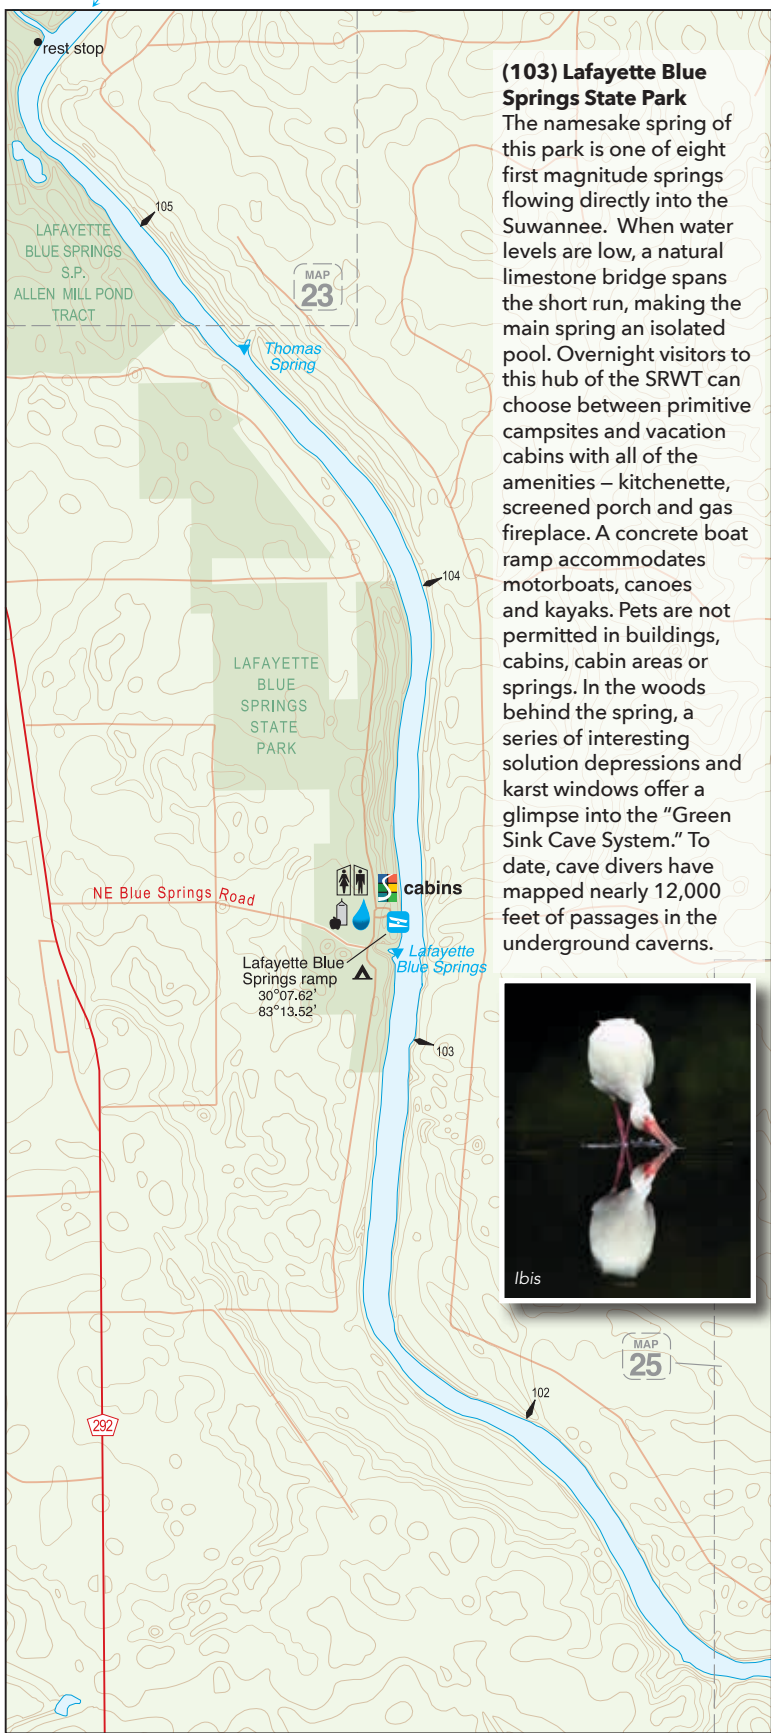 rest stop
105
LAFAYETTE
BLUE SPRINGS
S.P.
ALLEN MILL POND
TRACT
MAP
23
Thomas
Spring
104
LAFAYETTE
BLUE
SPRINGS
STATE
PARK
NE Blue Springs Road
cabins
Lafayette Blue
Springs ramp
30°07.62'
83°13.52'
Lafayette
Blue Springs
103
292
102
MAP
25
(103) Lafayette Blue
Springs State Park
The namesake spring of
this park is one of eight
first magnitude springs
flowing directly into the
Suwannee. When water
levels are low, a natural
limestone bridge spans
the short run, making the
main spring an isolated
pool. Overnight visitors to
this hub of the SRWT can
choose between primitive
campsites and vacation
cabins with all of the
amenities – kitchenette,
screened porch and gas
fireplace. A concrete boat
ramp accommodates
motorboats, canoes
and kayaks. Pets are not
permitted in buildings,
cabins, cabin areas or
springs. In the woods
behind the spring, a
series of interesting
solution depressions and
karst windows offer a
glimpse into the “Green
Sink Cave System.” To
date, cave divers have
mapped nearly 12,000
feet of passages in the
underground caverns.
Ibis